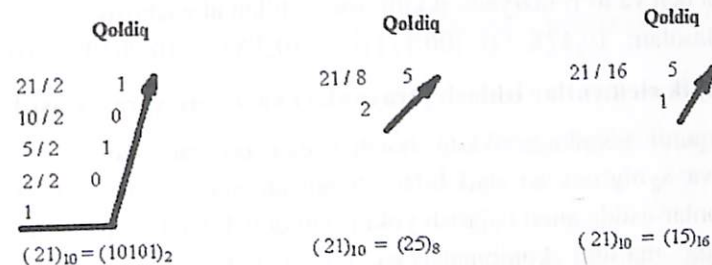 Qoldiq
21 / 2 1
10 / 2 0
5 / 2 1
2 / 2 0
1
(21)₁₀ = (10101)₂
Qoldiq
21 / 8 5
2
(21)₁₀ = (25)₈
Qoldiq
21 / 16 5
1
(21)₁₀ = (15)₁₆